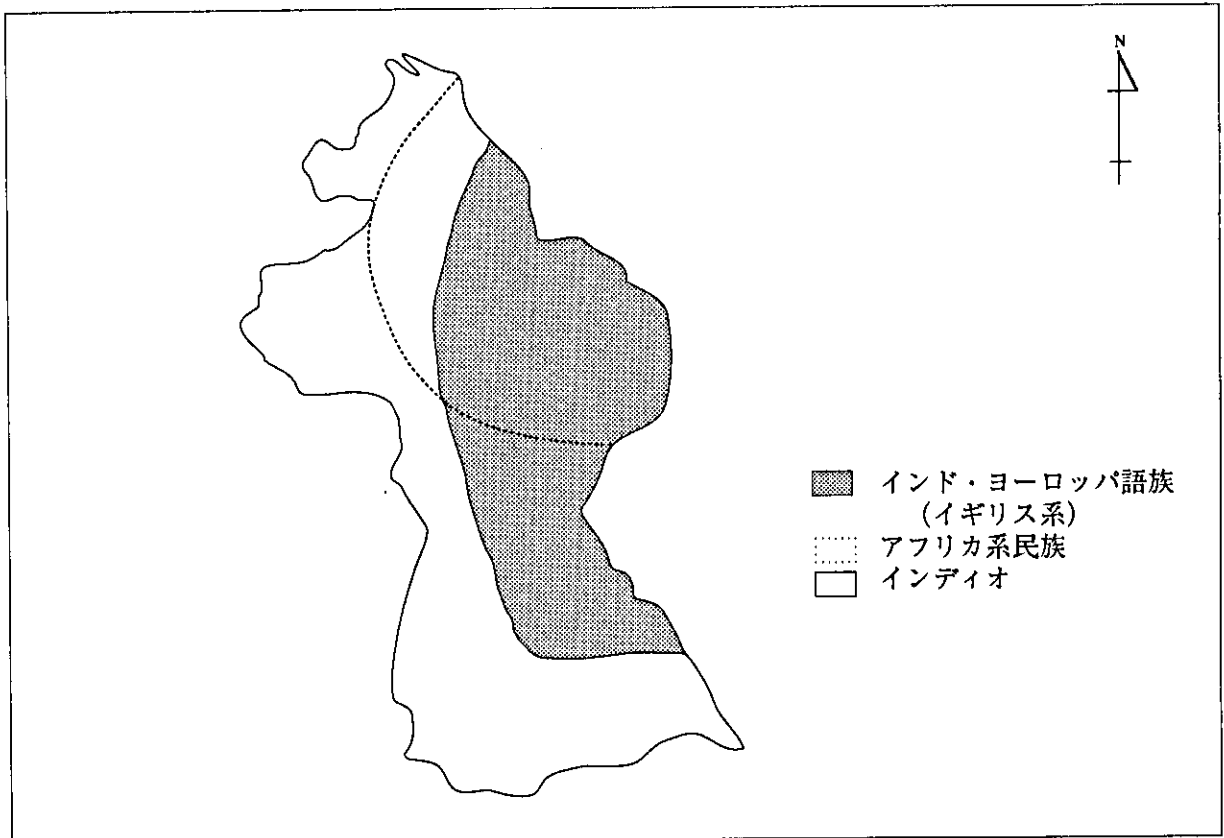 N
インド・ヨーロッパ語族
(イギリス系)
アフリカ系民族
インディオ